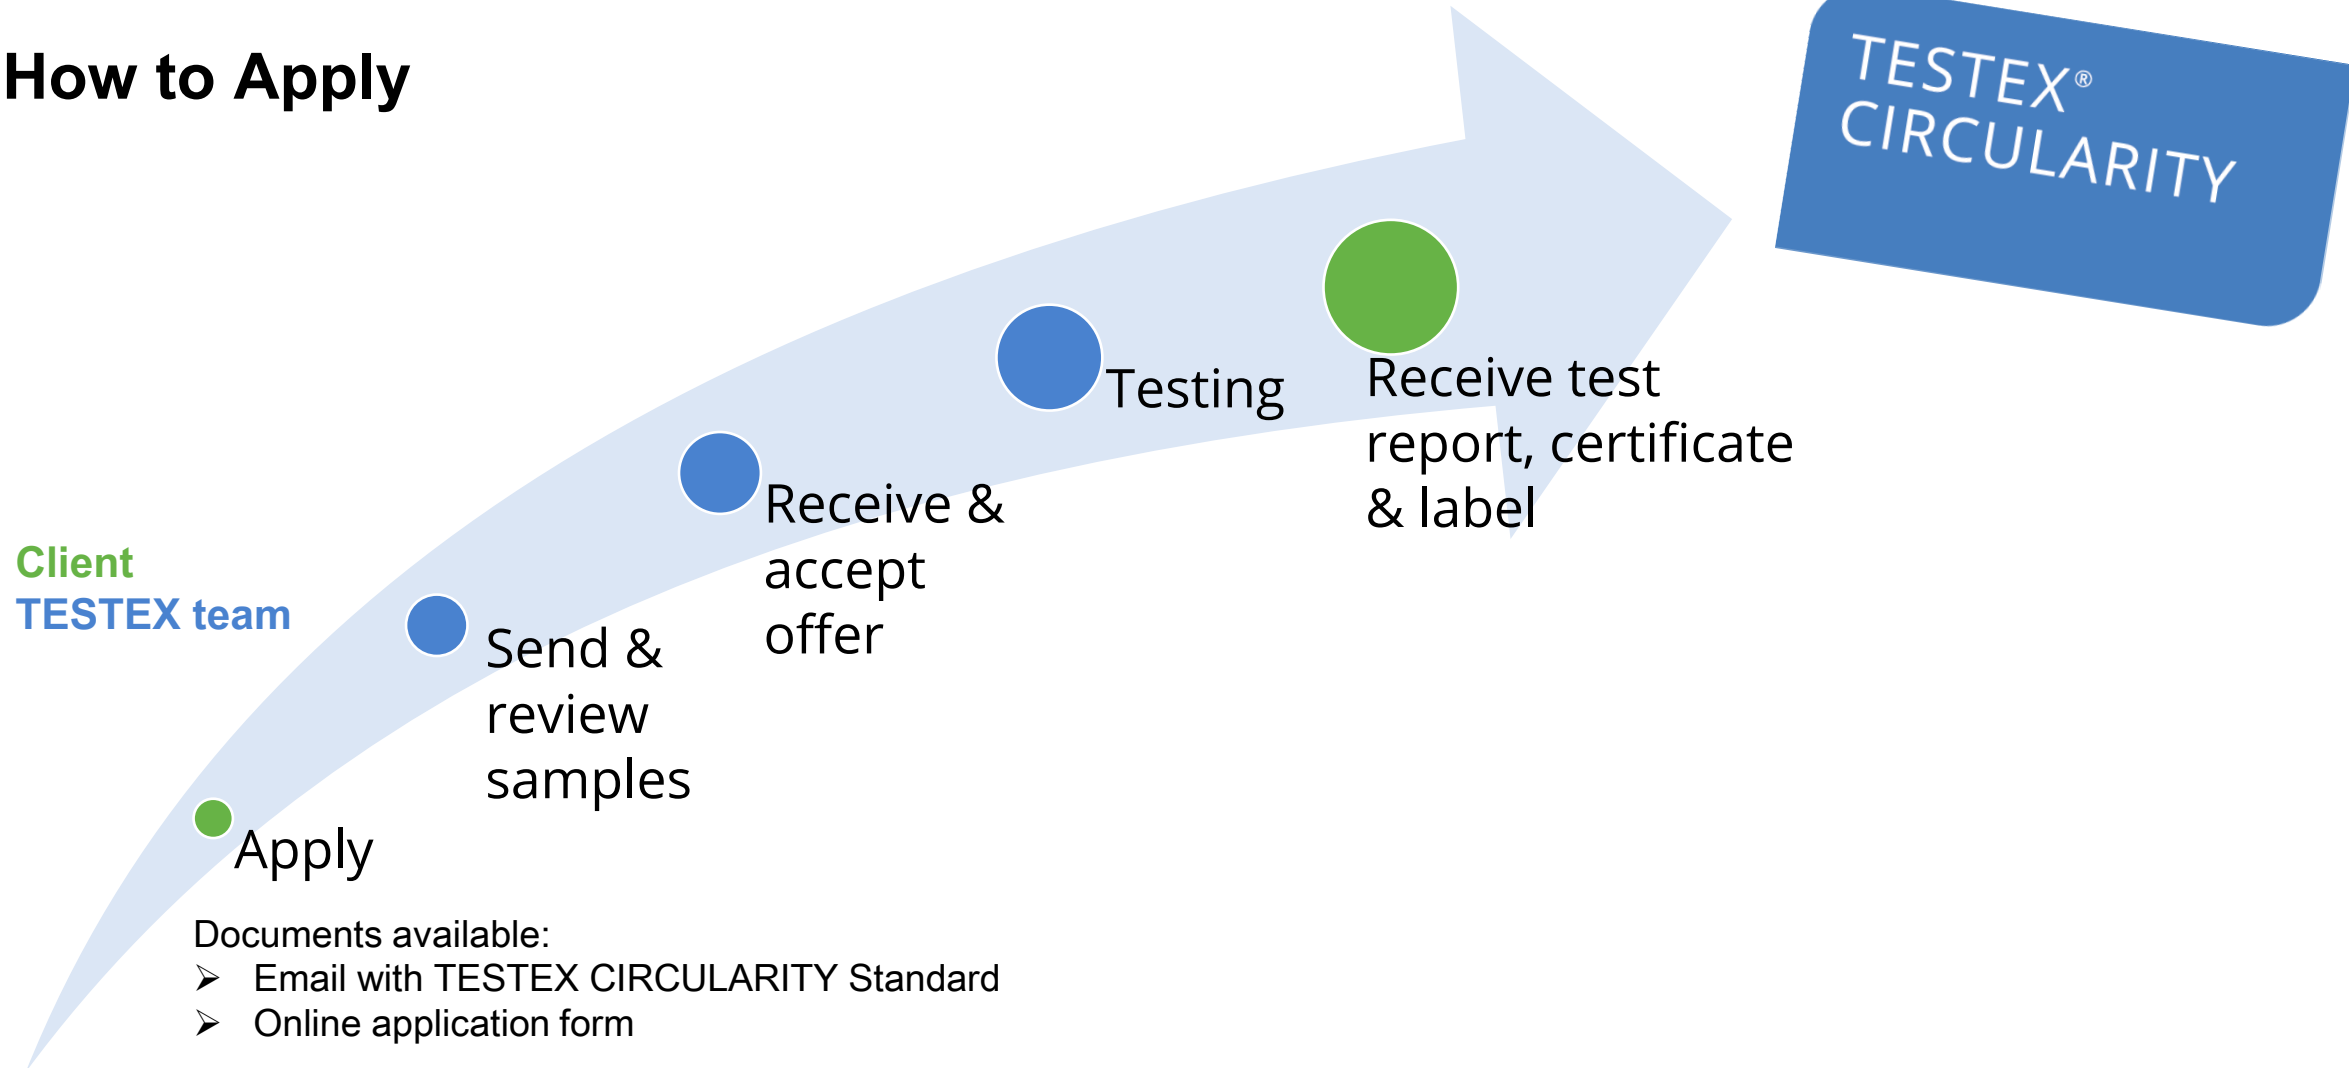 How to Apply
TESTEX®
CIRCULARITY
Client
TESTEX team
Apply
Send &
review
samples
Receive &
accept
offer
Testing
Receive test
report, certificate
& label
Documents available:
➢ Email with TESTEX CIRCULARITY Standard
➢ Online application form